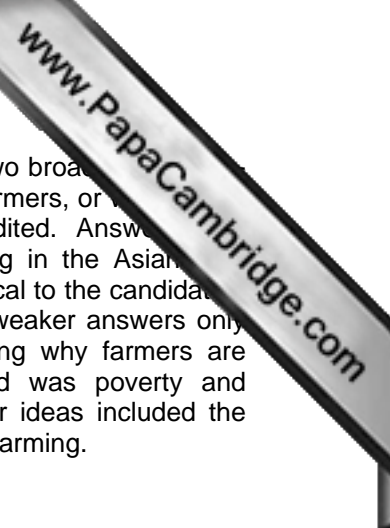 www.PapaCambridge.com
wo broa
rmers, or
dited. Answ
g in the Asian
cal to the candidat
weaker answers only
ng why farmers are
d was poverty and
r ideas included the
arming.